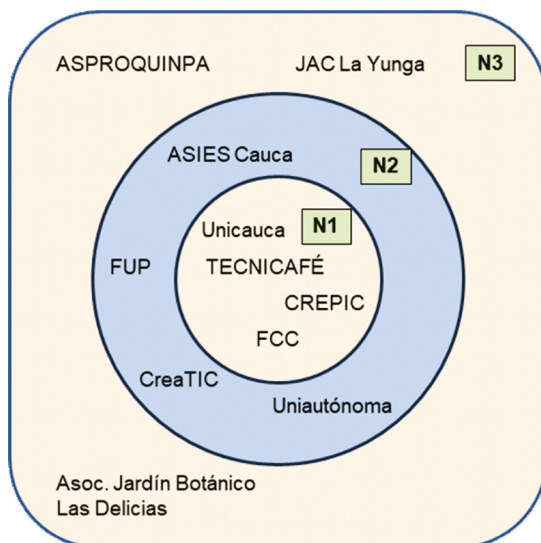 ASPROQUINPA
JAC La Yunga
N3
ASIES Cauca
N2
Unicauca
N1
FUP
TECNICAFÉ
CREPIC
FCC
CreaTIC
Uniautónoma
Asoc. Jardín Botánico
Las Delicias